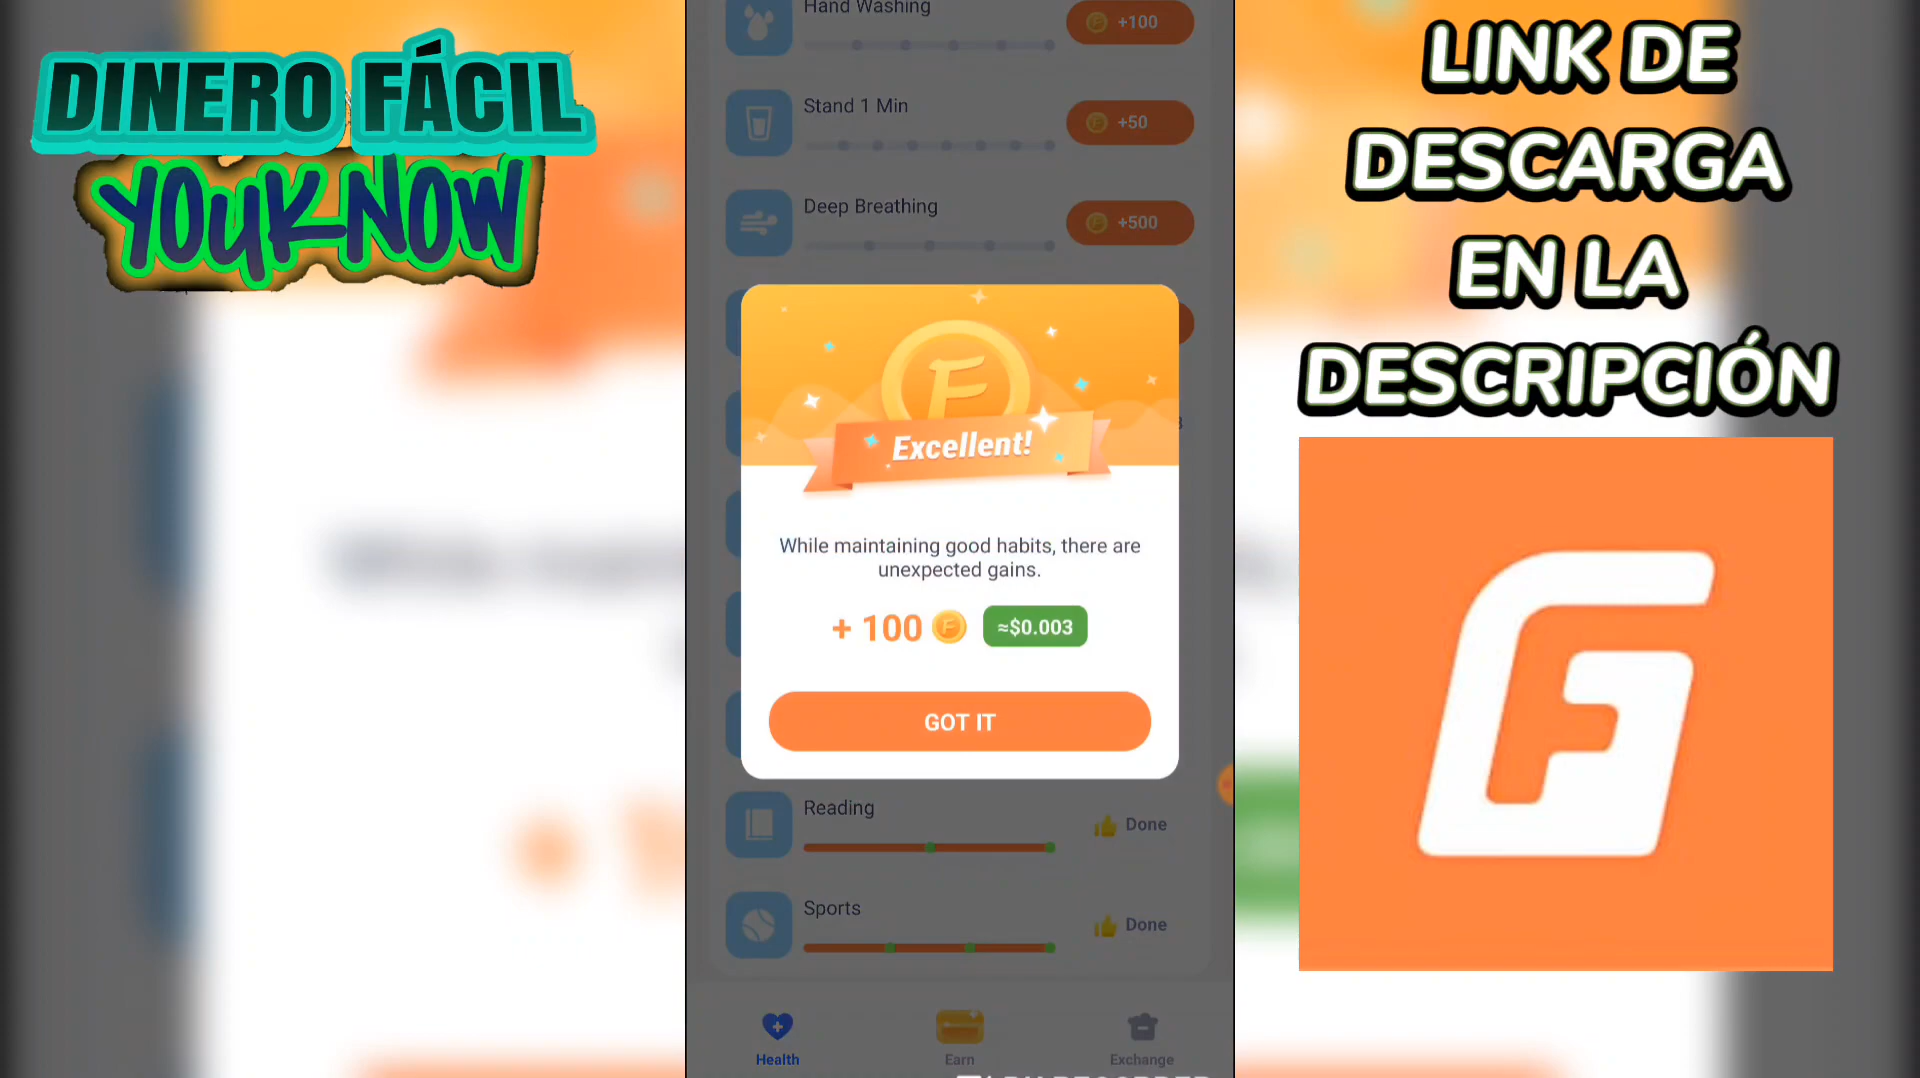 DINERO FÁCIL
YOUKNOW
Hand Washing
+100
Stand 1 Min
+50
Deep Breathing
+500
Excellent!
While maintaining good habits, there are
unexpected gains.
+ 100
≈$0.003
GOT IT
Reading
Done
Sports
Done
Health
Earn
Exchange
LINK DE
DESCARGA
EN LA
DESCRIPCIÓN